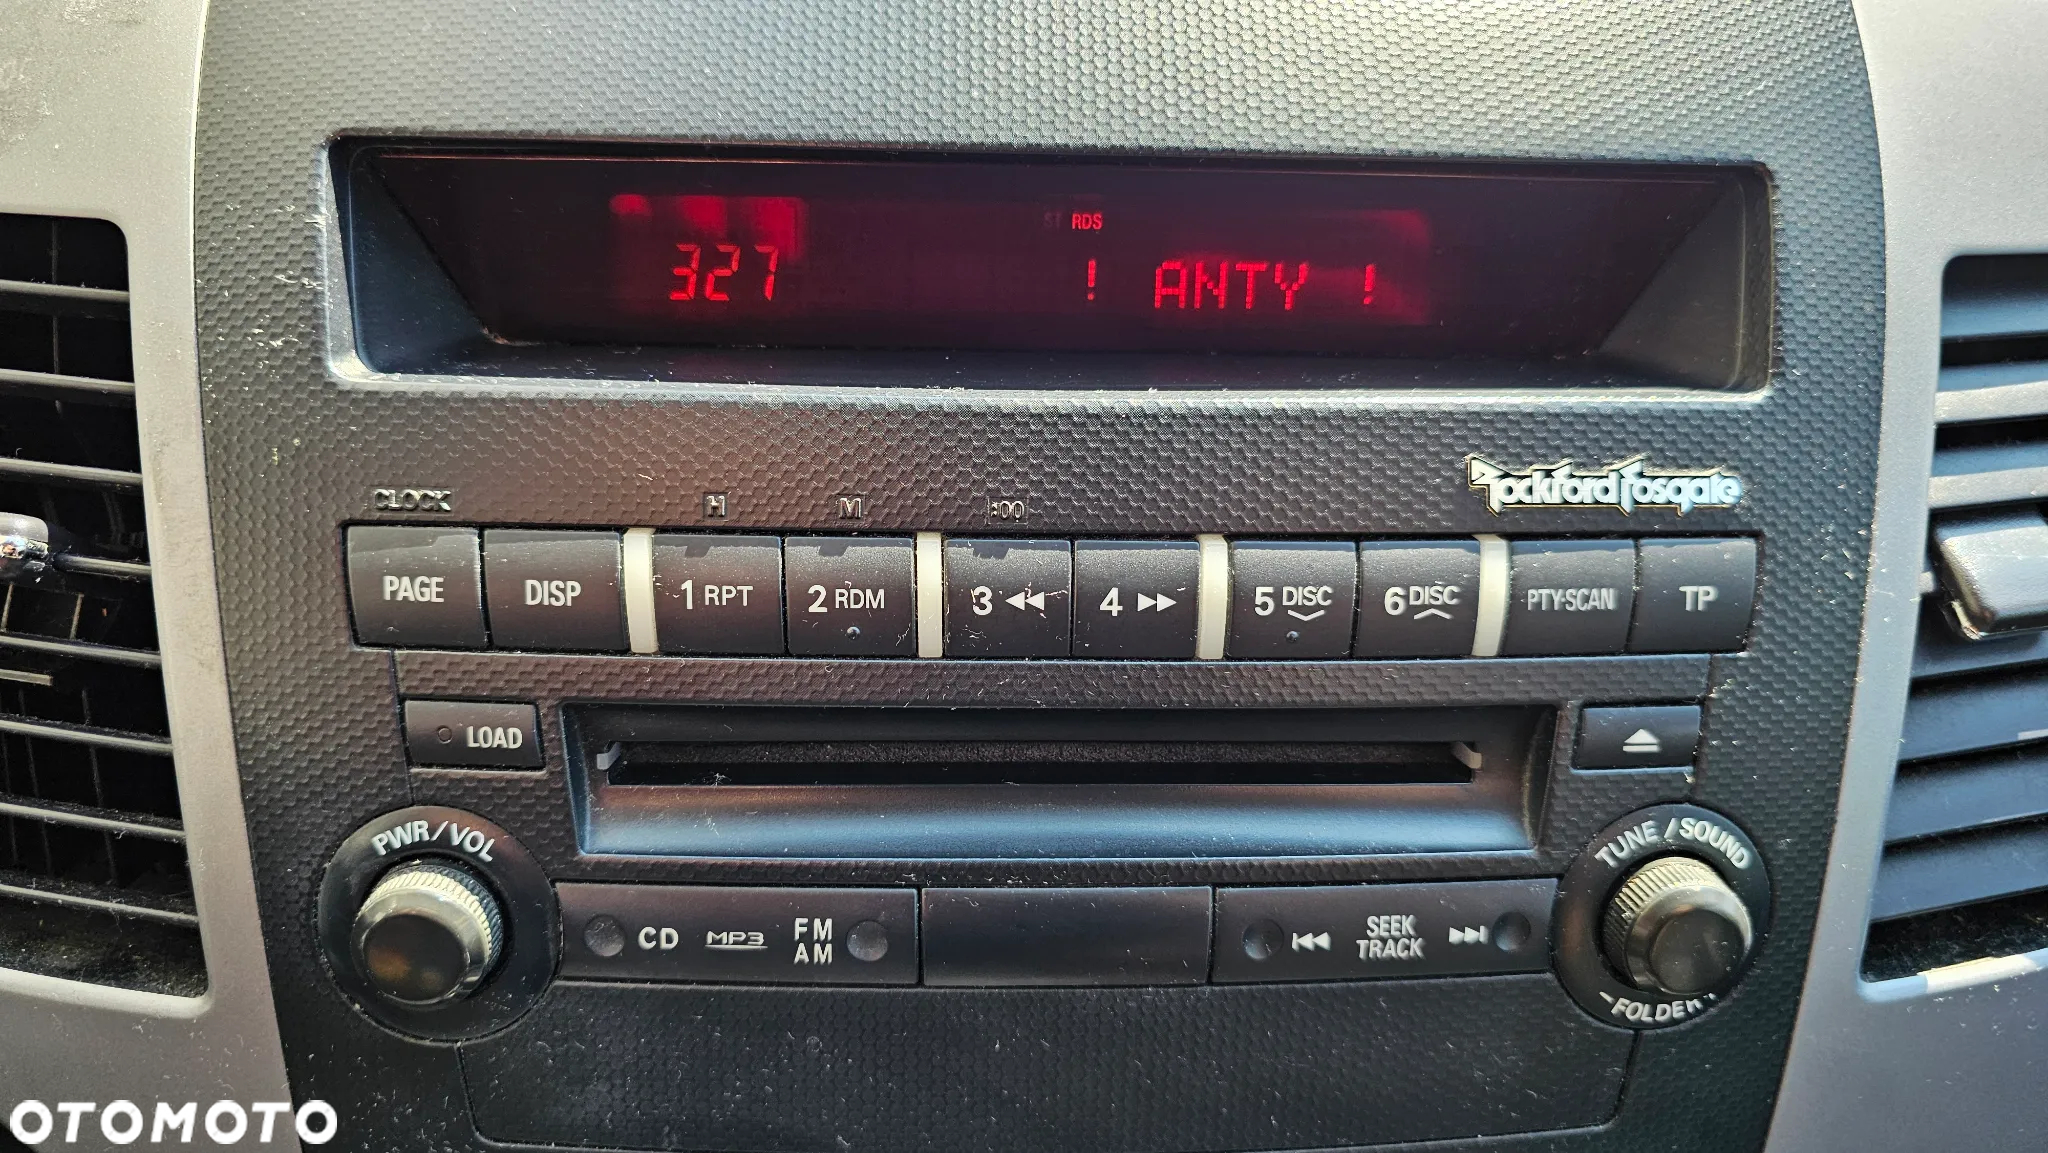 ST RDS
327 ! ANTY !
Rockford Fosgate
CLOCK H M :00
PAGE DISP 1 RPT 2 RDM 3 4 5 DISC 6 DISC PTY·SCAN TP
LOAD
PWR/VOL
TUNE/SOUND
CD MP3 FM AM
SEEK TRACK
FOLDER
OTOMOTO